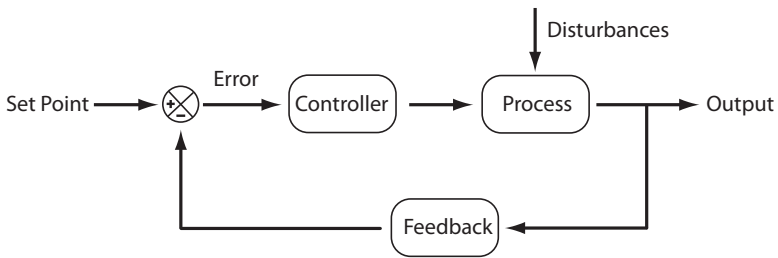 Disturbances
Error
Set Point
+
-
Controller
Process
Output
Feedback